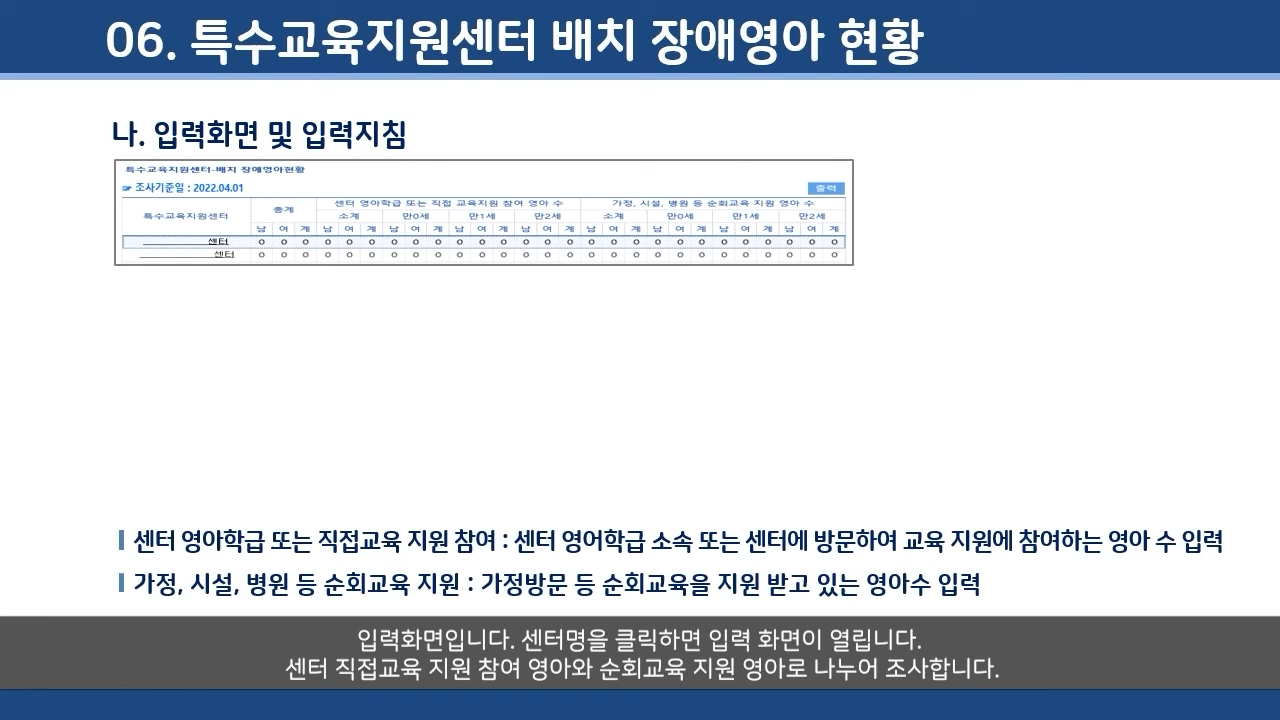 06. 특수교육지원센터 배치 장애영아 현황
나. 입력화면 및 입력지침
특수교육지원센터-배치 장애영아현황
☞ 조사기준일 : 2022.04.01
출력
특수교육지원센터 총계 센터 영아학급 또는 직접 교육지원 참여 영아 수 가정, 시설, 병원 등 순회교육 지원 영아 수
소계 만0세 만1세 만2세 소계 만0세 만1세 만2세
남 여 계 남 여 계 남 여 계 남 여 계 남 여 계 남 여 계 남 여 계 남 여 계 남 여 계
센터 0 0 0 0 0 0 0 0 0 0 0 0 0 0 0 0 0 0 0 0 0 0 0 0 0 0 0
센터 0 0 0 0 0 0 0 0 0 0 0 0 0 0 0 0 0 0 0 0 0 0 0 0 0 0 0
센터 영아학급 또는 직접교육 지원 참여 : 센터 영어학급 소속 또는 센터에 방문하여 교육 지원에 참여하는 영아 수 입력
가정, 시설, 병원 등 순회교육 지원 : 가정방문 등 순회교육을 지원 받고 있는 영아수 입력
입력화면입니다. 센터명을 클릭하면 입력 화면이 열립니다.
센터 직접교육 지원 참여 영아와 순회교육 지원 영아로 나누어 조사합니다.